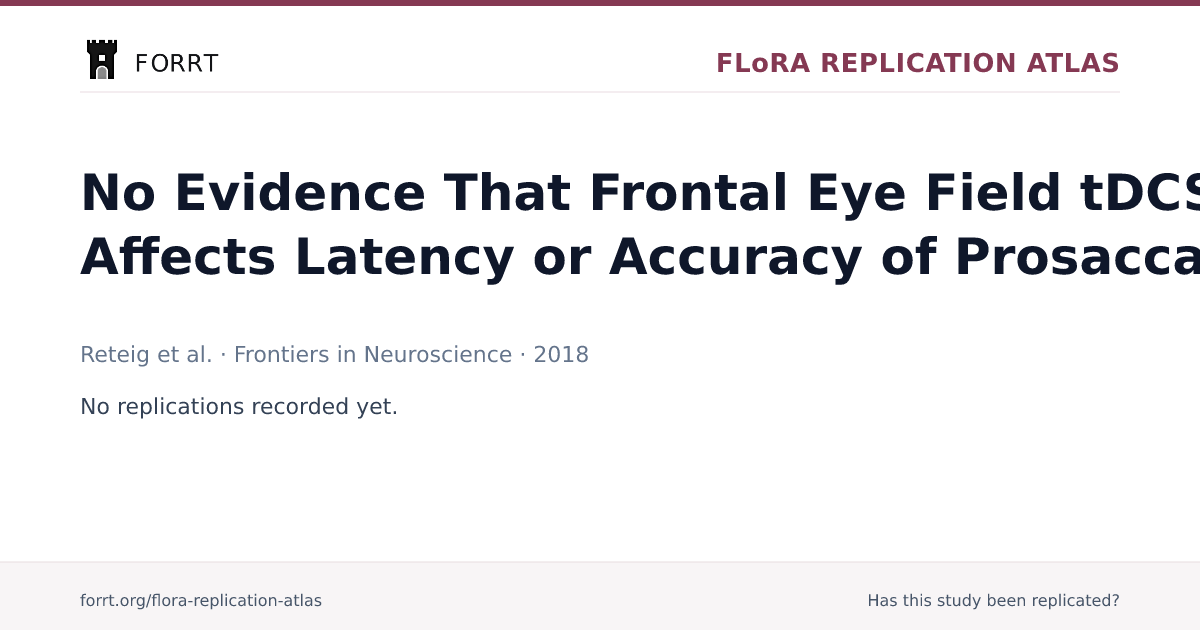 FORRT
FLoRA REPLICATION ATLAS
No Evidence That Frontal Eye Field tDCS
Affects Latency or Accuracy of Prosacca
Reteig et al. · Frontiers in Neuroscience · 2018
No replications recorded yet.
forrt.org/flora-replication-atlas
Has this study been replicated?